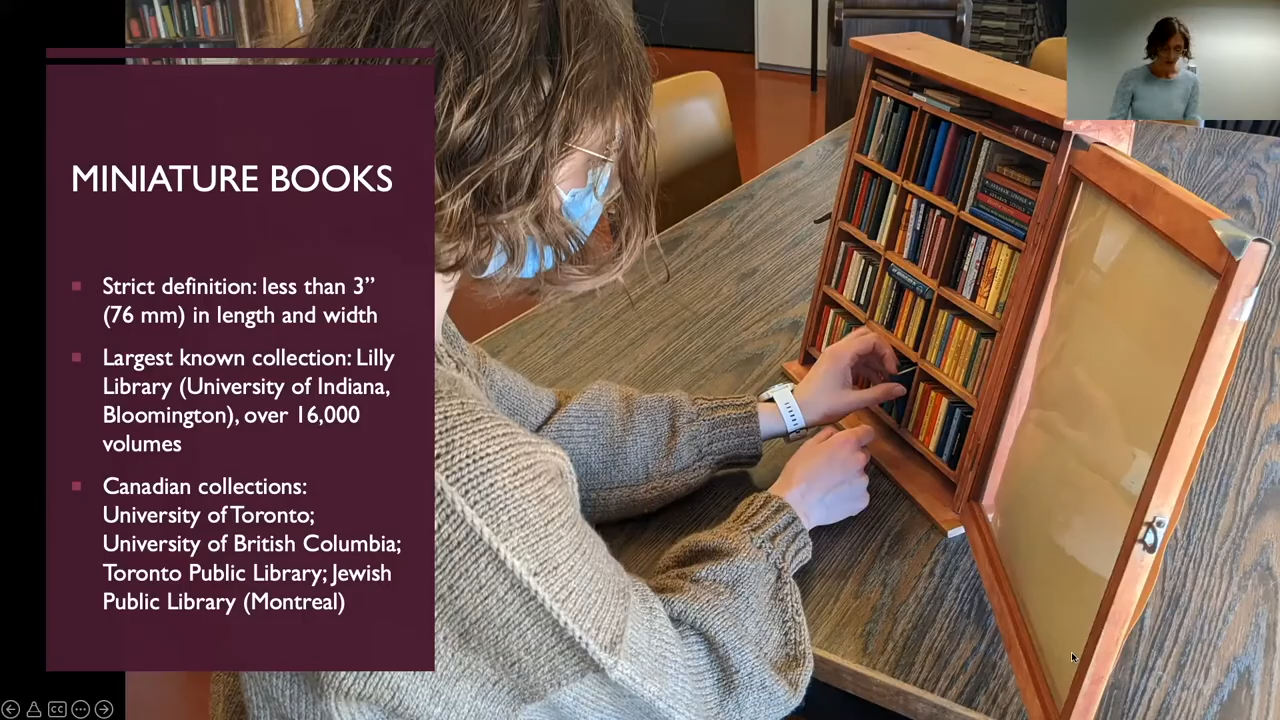 MINIATURE BOOKS
Strict definition: less than 3”
(76 mm) in length and width
Largest known collection: Lilly
Library (University of Indiana,
Bloomington), over 16,000
volumes
Canadian collections:
University of Toronto;
University of British Columbia;
Toronto Public Library; Jewish
Public Library (Montreal)
CC